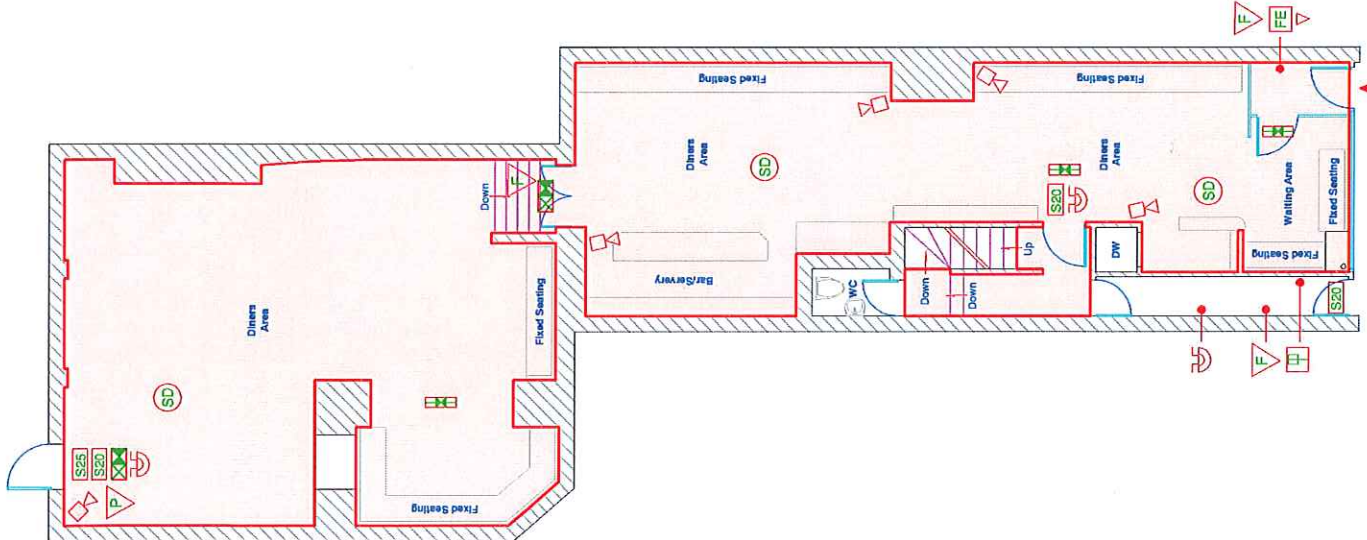 F
FE
Fixed Seating
Fixed Seating
Down
F
Diners
Area
Diners
Area
SD
S20
SD
Waiting Area
Fixed Seating
Fixed Seating
DW
Up
Down
Down
WC
Bar/Servery
S20
F
Diners
Area
Fixed Seating
SD
S25
S20
P
Fixed Seating